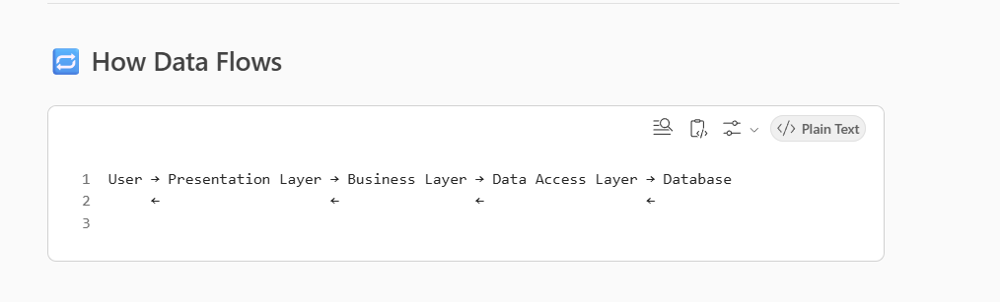 🔁 How Data Flows
</> Plain Text
1 User → Presentation Layer → Business Layer → Data Access Layer → Database
2      ←                    ←                ←                   ←
3